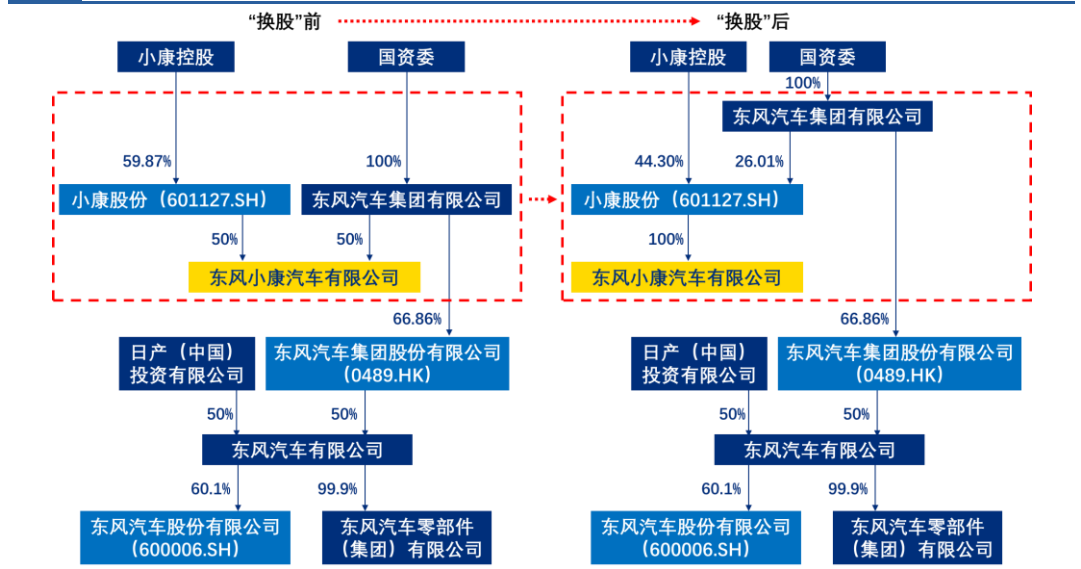 “换股”前
“换股”后
小康控股
国资委
59.87%
100%
小康股份（601127.SH）
东风汽车集团有限公司
50%
50%
东风小康汽车有限公司
66.86%
日产（中国）
投资有限公司
东风汽车集团股份有限公司
（0489.HK）
50%
50%
东风汽车有限公司
60.1%
99.9%
东风汽车股份有限公司
(600006.SH)
东风汽车零部件
（集团）有限公司
小康控股
国资委
100%
东风汽车集团有限公司
44.30%
26.01%
小康股份（601127.SH）
100%
东风小康汽车有限公司
66.86%
日产（中国）
投资有限公司
东风汽车集团股份有限公司
（0489.HK）
50%
50%
东风汽车有限公司
60.1%
99.9%
东风汽车股份有限公司
(600006.SH)
东风汽车零部件
（集团）有限公司